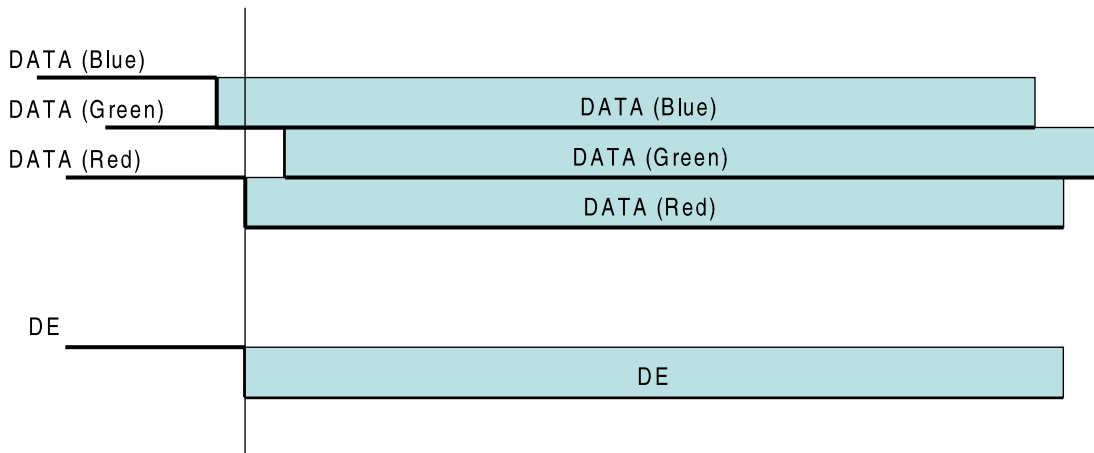 DATA (Blue)
DATA (Green)
DATA (Blue)
DATA (Red)
DATA (Green)
DATA (Red)
DE
DE